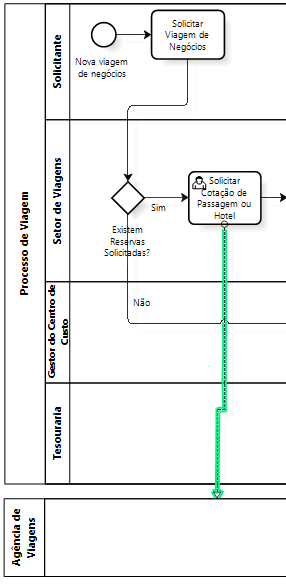 Processo de Viagem
Solicitante
Nova viagem
de negócios
Solicitar
Viagem de
Negócios
Setor de Viagens
Existem
Reservas
Solicitadas?
Sim
Solicitar
Cotação de
Passagem ou
Hotel
Não
Gestor do Centro de
Custo
Tesouraria
Agência de
Viagens